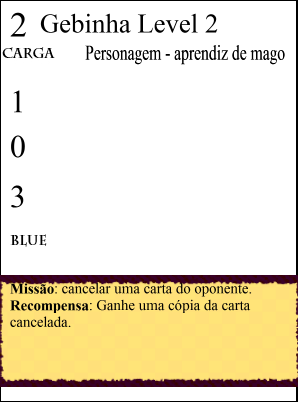 2 Gebinha Level 2
CARGA Personagem - aprendiz de mago
1
0
3
BLUE
Missão: cancelar uma carta do oponente.
Recompensa: Ganhe uma cópia da carta
cancelada.